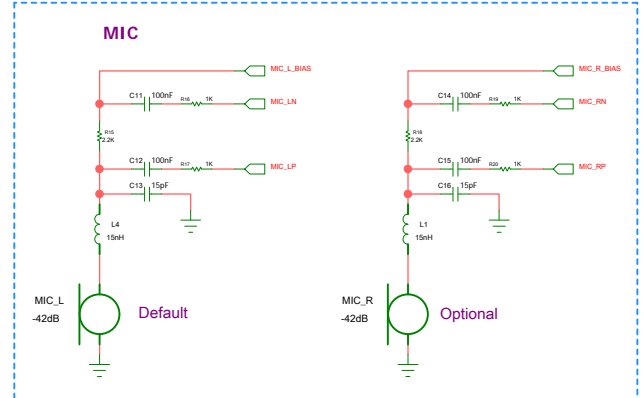 MIC
MIC_L_BIAS
C11 100nF R16 1K MIC_LN
R15
2.2K
C12 100nF R17 1K MIC_LP
C13 15pF
L4
15nH
MIC_L
-42dB
Default
MIC_R_BIAS
C14 100nF R19 1K MIC_RN
R18
2.2K
C15 100nF R20 1K MIC_RP
C16 15pF
L1
15nH
MIC_R
-42dB
Optional